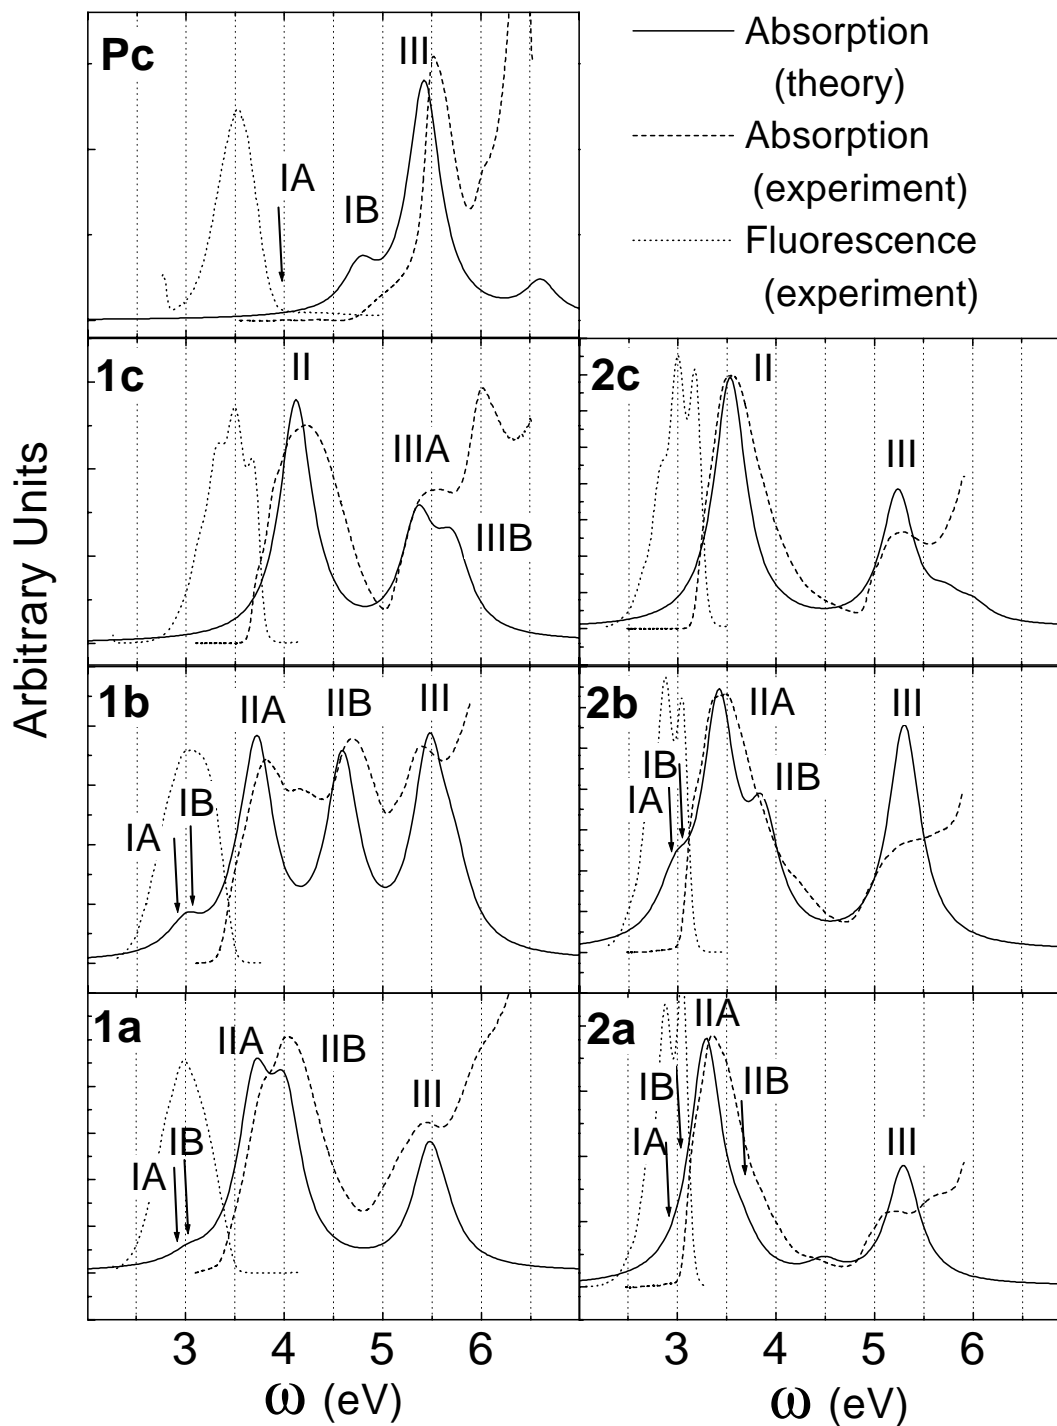 Pc
III
IA
IB
Absorption
(theory)
Absorption
(experiment)
Fluorescence
(experiment)
1c
II
IIIA
IIIB
2c
II
III
Arbitrary Units
1b
IIA
IIB
III
IB
IA
2b
IIA
III
IB
IIB
IA
1a
IIA
IIB
III
IB
IA
2a
IIA
IB
IIB
IA
III
3 4 5 6
3 4 5 6
ω (eV)
ω (eV)